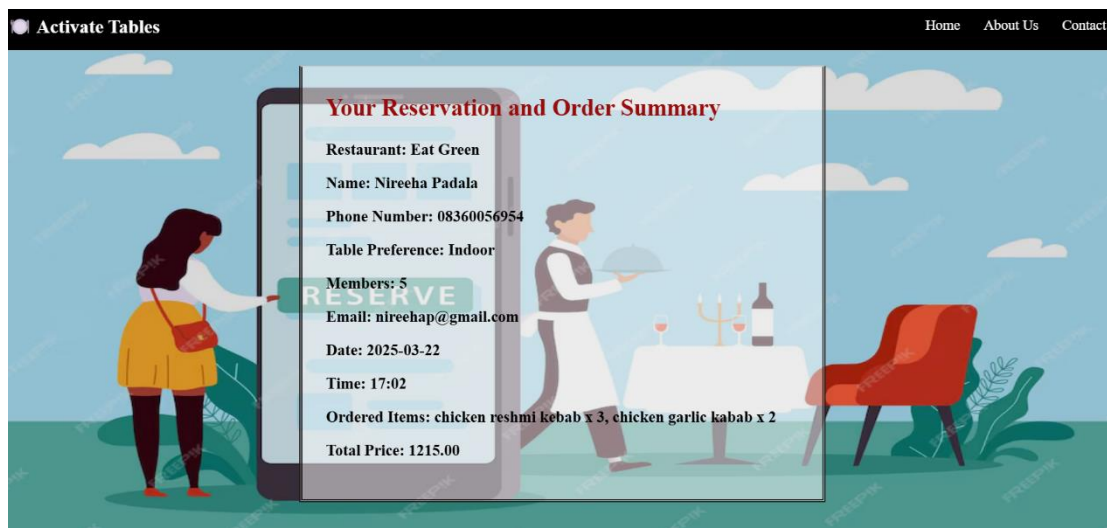 Activate Tables
Home About Us Contact
Your Reservation and Order Summary
Restaurant: Eat Green
Name: Nireeha Padala
Phone Number: 08360056954
Table Preference: Indoor
Members: 5
RESERVE
Email: nireehap@gmail.com
Date: 2025-03-22
Time: 17:02
Ordered Items: chicken reshmi kebab x 3, chicken garlic kabab x 2
Total Price: 1215.00